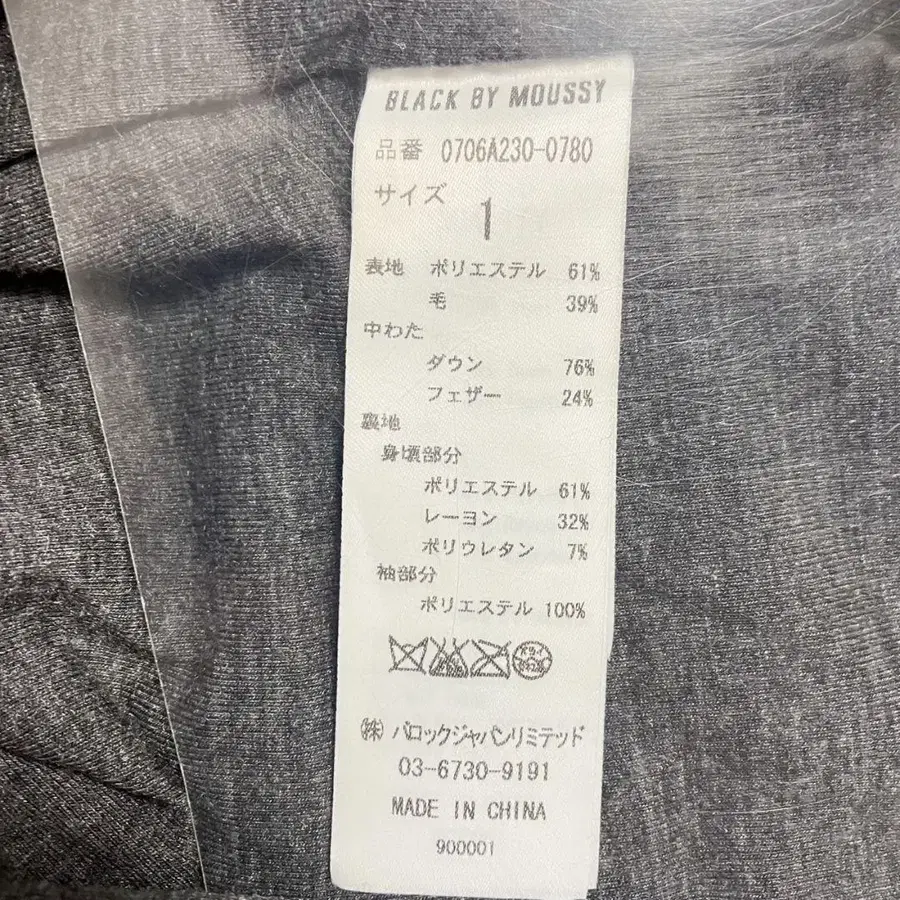 BLACK BY MOUSSY
品番 0706A230-0780
サイズ 1
表地 ポリエステル 61%
毛 39%
中わた
ダウン 76%
フェザー 24%
裏地
身頃部分
ポリエステル 61%
レーヨン 32%
ポリウレタン 7%
袖部分
ポリエステル 100%
㈱ バロックジャパンリミテッド
03-6730-9191
MADE IN CHINA
900001